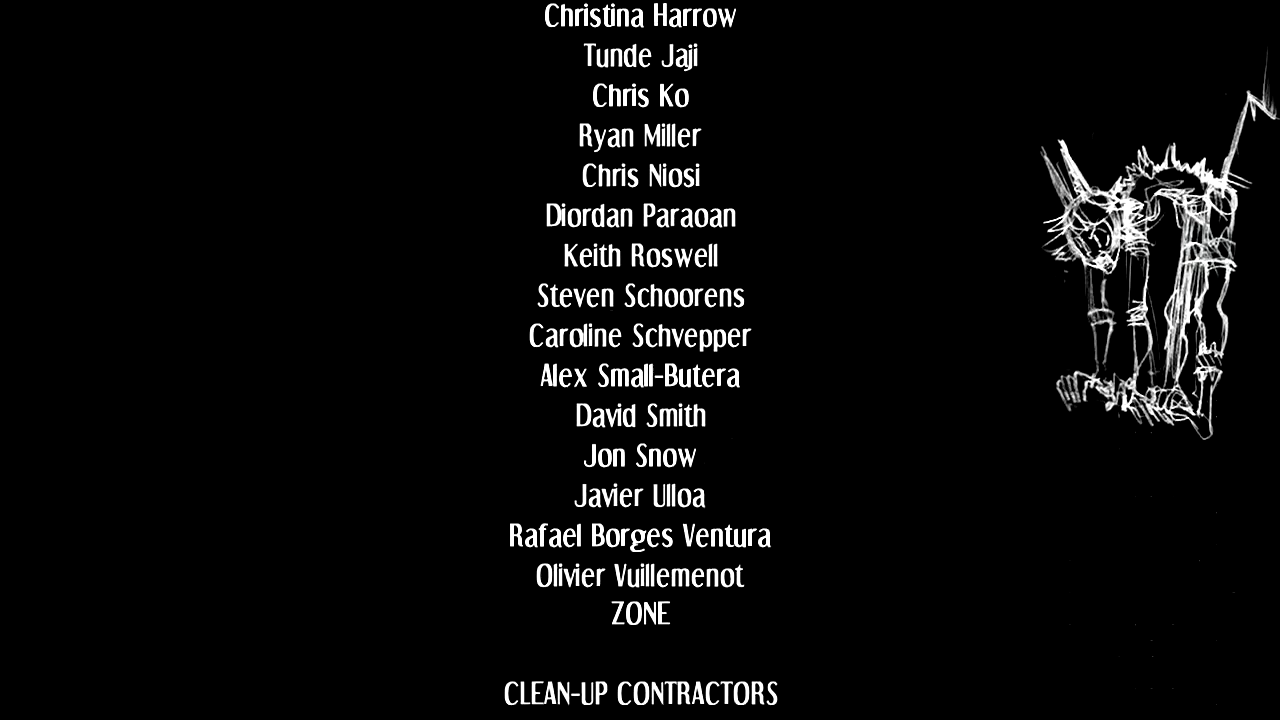 Christina Harrow
Tunde Jaji
Chris Ko
Ryan Miller
Chris Niosi
Diordan Paraoan
Keith Roswell
Steven Schoorens
Caroline Schvepper
Alex Small-Butera
David Smith
Jon Snow
Javier Ulloa
Rafael Borges Ventura
Olivier Vuillemenot
ZONE
CLEAN-UP CONTRACTORS